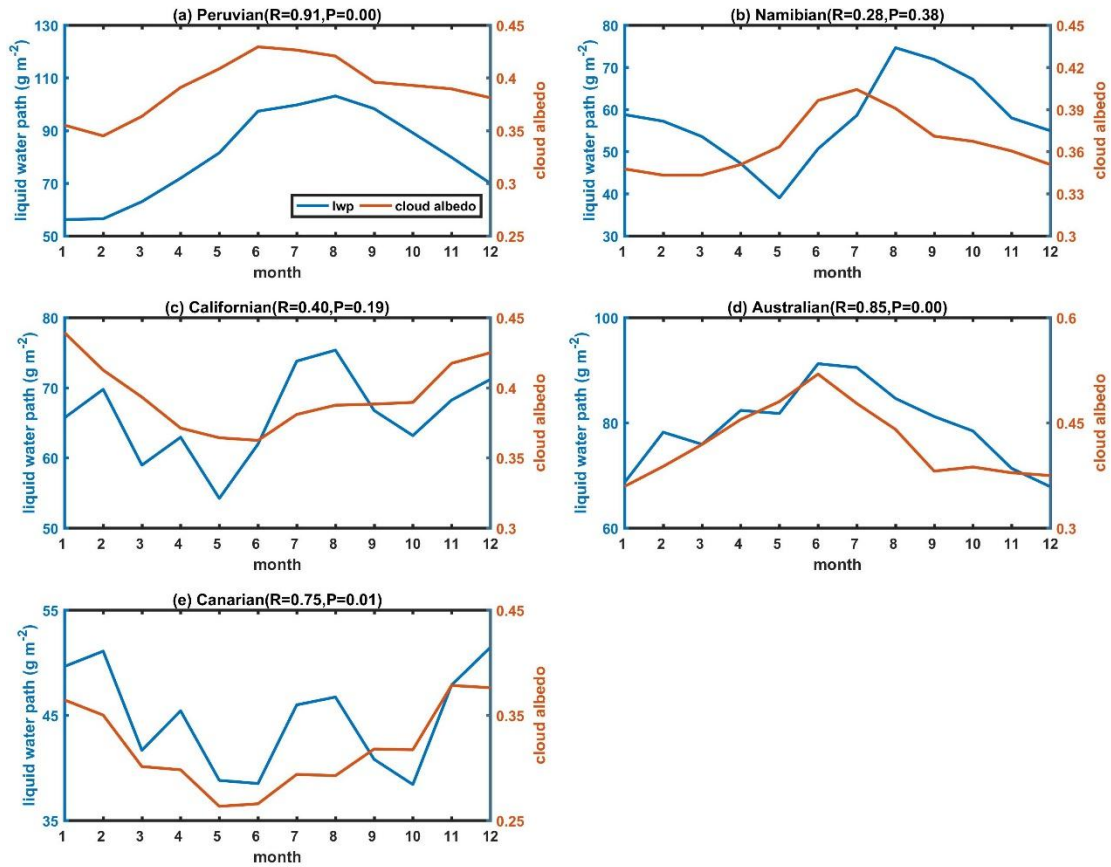 (a) Peruvian(R=0.91,P=0.00)
liquid water path (g m⁻²)
130
110
90
70
50
0.45
0.4
0.35
0.3
0.25
cloud albedo
lwp cloud albedo
1 2 3 4 5 6 7 8 9 10 11 12
month
(b) Namibian(R=0.28,P=0.38)
liquid water path (g m⁻²)
80
70
60
50
40
30
0.45
0.42
0.39
0.36
0.33
0.3
cloud albedo
1 2 3 4 5 6 7 8 9 10 11 12
month
(c) Californian(R=0.40,P=0.19)
liquid water path (g m⁻²)
80
70
60
50
0.45
0.4
0.35
0.3
cloud albedo
1 2 3 4 5 6 7 8 9 10 11 12
month
(d) Australian(R=0.85,P=0.00)
liquid water path (g m⁻²)
100
80
60
0.6
0.45
0.3
cloud albedo
1 2 3 4 5 6 7 8 9 10 11 12
month
(e) Canarian(R=0.75,P=0.01)
liquid water path (g m⁻²)
55
45
35
0.45
0.35
0.25
cloud albedo
1 2 3 4 5 6 7 8 9 10 11 12
month